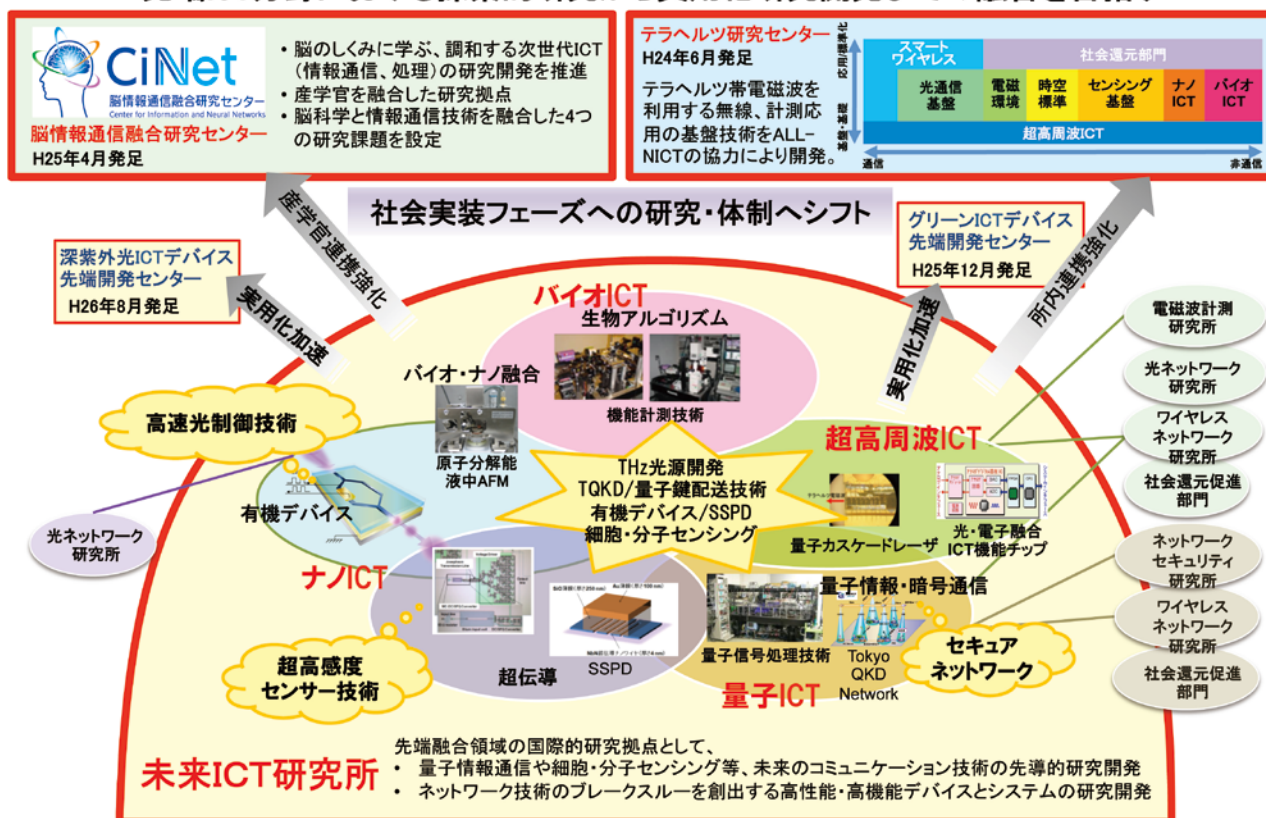 CiNet
脳情報通信融合研究センター
Center for Information and Neural Networks
脳情報通信融合研究センター
H25年4月発足
・脳のしくみに学ぶ、調和する次世代ICT
(情報通信、処理)の研究開発を推進
・産学官を融合した研究拠点
・脳科学と情報通信技術を融合した4つ
の研究課題を設定
テラヘルツ研究センター
H24年6月発足
テラヘルツ帯電磁波を
利用する無線、計測応
用の基盤技術をALL-
NICTの協力により開発。
応用/標準化
基盤・基礎
スマート
ワイヤレス
社会還元部門
光通信
基盤
電磁
環境
時空
標準
センシング
基盤
ナノ
ICT
バイオ
ICT
超高周波ICT
通信
非通信
社会実装フェーズへの研究・体制へシフト
産学官連携強化
所内連携強化
深紫外光ICTデバイス
先端開発センター
H26年8月発足
実用化加速
グリーンICTデバイス
先端開発センター
H25年12月発足
実用化加速
バイオICT
生物アルゴリズム
機能計測技術
バイオ・ナノ融合
原子分解能
液中AFM
高速光制御技術
有機デバイス
光ネットワーク
研究所
ナノICT
THz光源開発
TQKD/量子鍵配送技術
有機デバイス/SSPD
細胞・分子センシング
超高周波ICT
量子カスケードレーザ
光・電子融合
ICT機能チップ
電磁波計測
研究所
光ネットワーク
研究所
ワイヤレス
ネットワーク
研究所
社会還元促進
部門
ネットワーク
セキュリティ
研究所
ワイヤレス
ネットワーク
研究所
社会還元促進
部門
超高感度
センサー技術
超伝導
SSPD
量子情報・暗号通信
量子信号処理技術
Tokyo
QKD
Network
セキュア
ネットワーク
量子ICT
未来ICT研究所
先端融合領域の国際的研究拠点として、
・ 量子情報通信や細胞・分子センシング等、未来のコミュニケーション技術の先導的研究開発
・ ネットワーク技術のブレークスルーを創出する高性能・高機能デバイスとシステムの研究開発